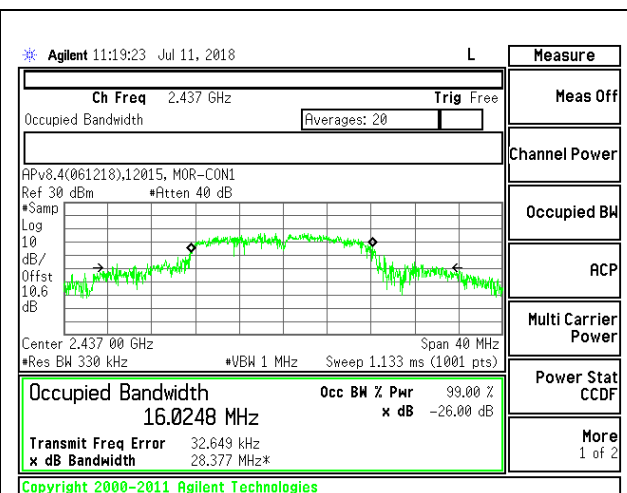 Agilent 11:19:23 Jul 11, 2018 L
Measure
Ch Freq 2.437 GHz Trig Free
Meas Off
Occupied Bandwidth Averages: 20
Channel Power
APv8.4(061218),12015, MOR-CON1
Ref 30 dBm #Atten 40 dB
#Samp
Log
10
dB/
Offst
10.6
dB
Occupied BW
ACP
Multi Carrier
Power
Center 2.437 00 GHz Span 40 MHz
#Res BW 330 kHz #VBW 1 MHz Sweep 1.133 ms (1001 pts)
Power Stat
CCDF
Occupied Bandwidth Occ BW % Pwr 99.00 %
16.0248 MHz x dB -26.00 dB
Transmit Freq Error 32.649 kHz
x dB Bandwidth 28.377 MHz*
More
1 of 2
Copyright 2000-2011 Agilent Technologies